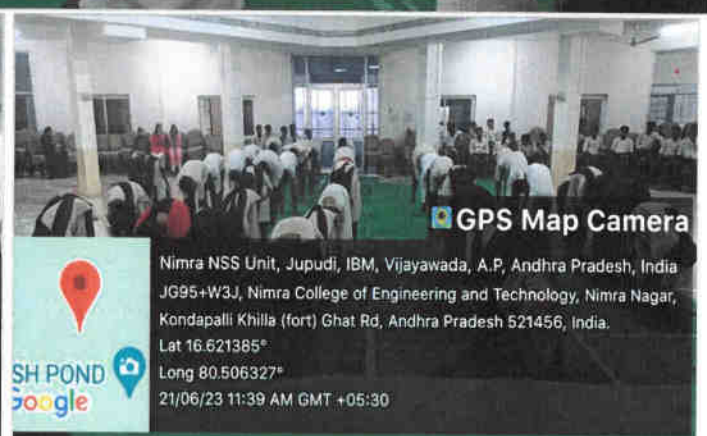 GPS Map Camera
Nimra NSS Unit, Jupudi, IBM, Vijayawada, A.P, Andhra Pradesh, India
JG95+W3J, Nimra College of Engineering and Technology, Nimra Nagar,
Kondapalli Khilla (fort) Ghat Rd, Andhra Pradesh 521456, India.
Lat 16.621385°
Long 80.506327°
21/06/23 11:39 AM GMT +05:30
SH POND
Google